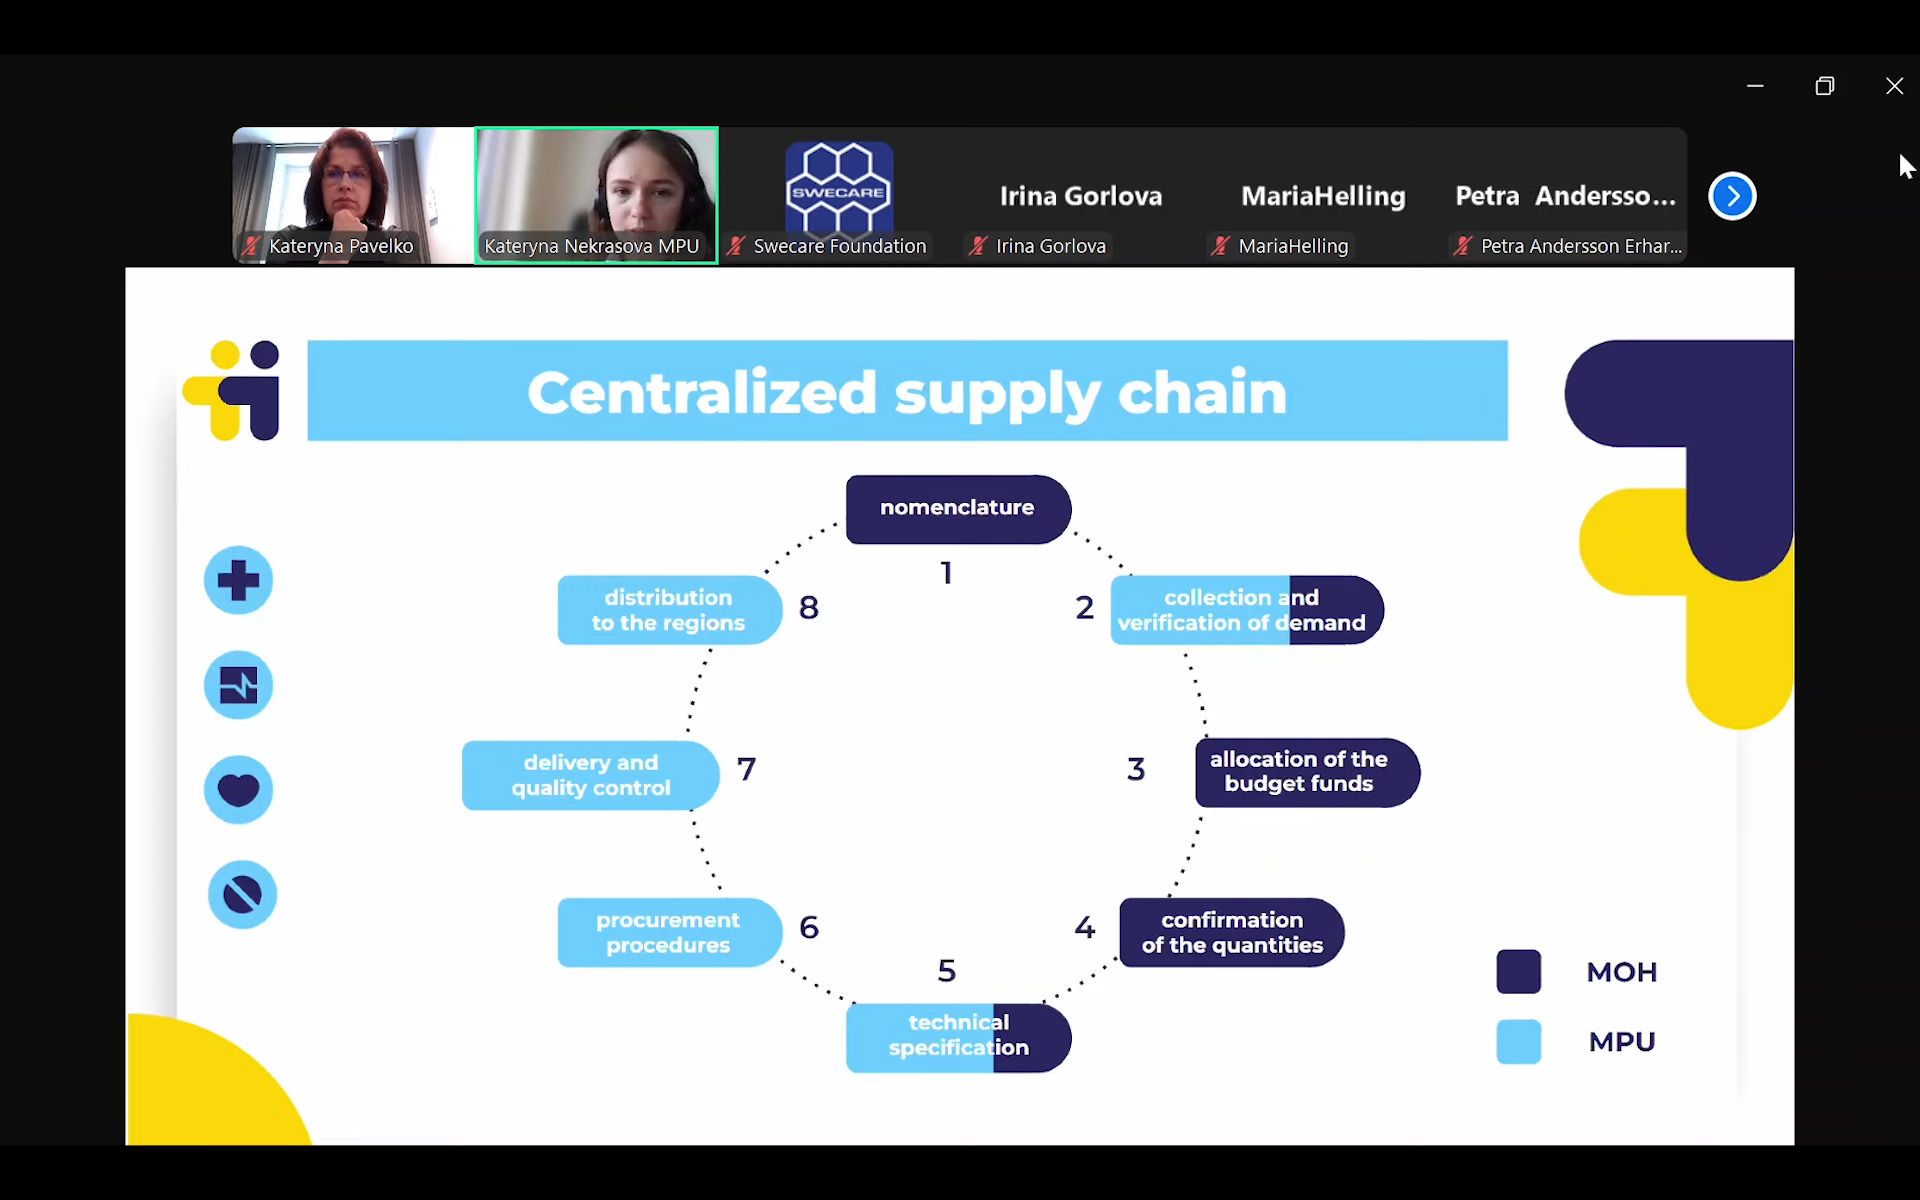 SWECARE
Irina Gorlova
MariaHelling
Petra Andersso...
Kateryna Pavelko
Kateryna Nekrasova MPU
Swecare Foundation
Irina Gorlova
MariaHelling
Petra Andersson Erhar...
Centralized supply chain
nomenclature
1
2
collection and
verification of demand
3
allocation of the
budget funds
4
confirmation
of the quantities
5
technical
specification
6
procurement
procedures
7
delivery and
quality control
8
distribution
to the regions
MOH
MPU